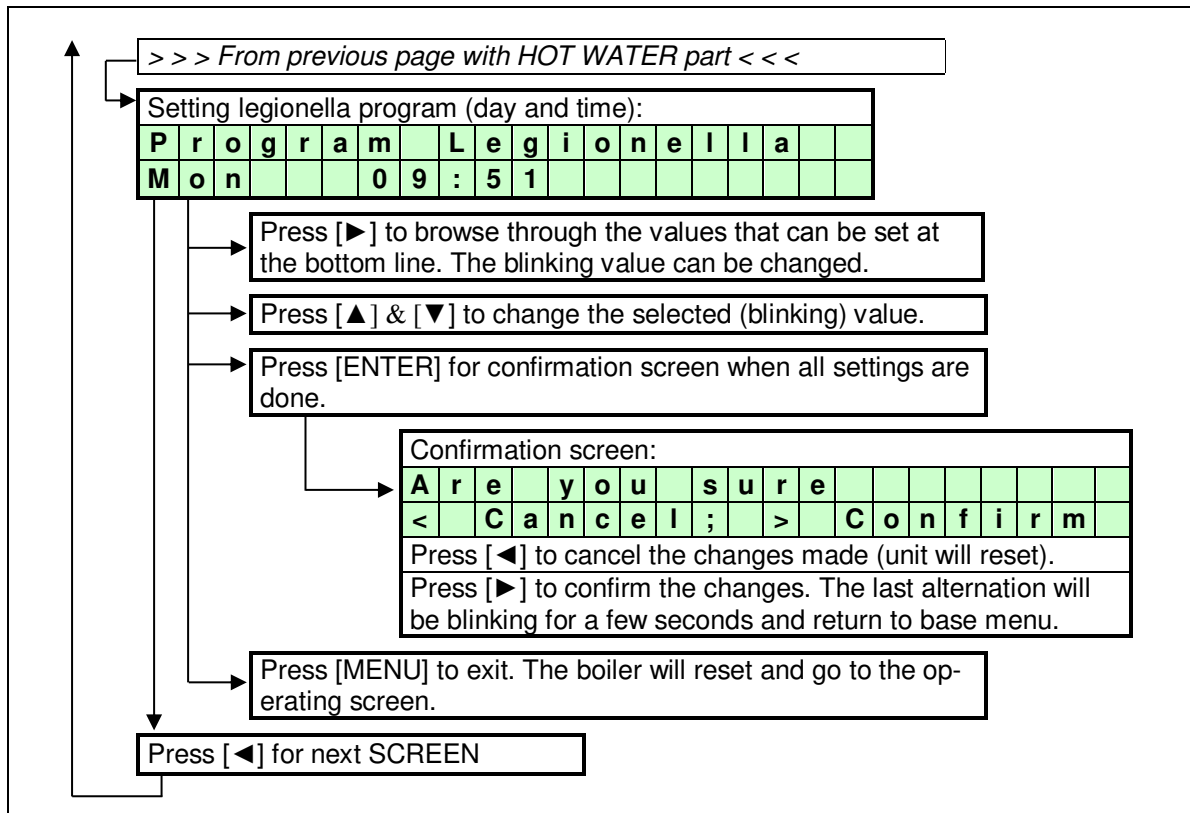 > > > From previous page with HOT WATER part < < <
Setting legionella program (day and time):
Program Legionella
Mon 09:51
Press [►] to browse through the values that can be set at
the bottom line. The blinking value can be changed.
Press [▲] & [▼] to change the selected (blinking) value.
Press [ENTER] for confirmation screen when all settings are
done.
Confirmation screen:
Are you sure
< Cancel; > Confirm
Press [◄] to cancel the changes made (unit will reset).
Press [►] to confirm the changes. The last alternation will
be blinking for a few seconds and return to base menu.
Press [MENU] to exit. The boiler will reset and go to the op-
erating screen.
Press [◄] for next SCREEN